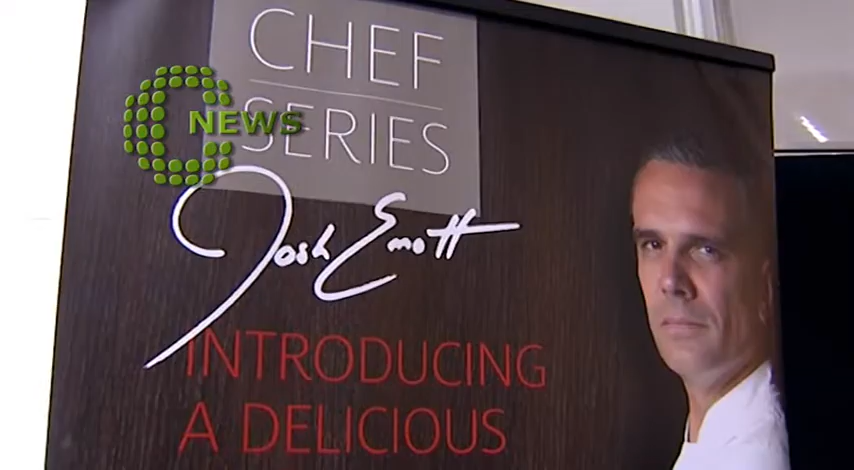 CHEF
SERIES
NEWS
Josh Emett
INTRODUCING
A DELICIOUS